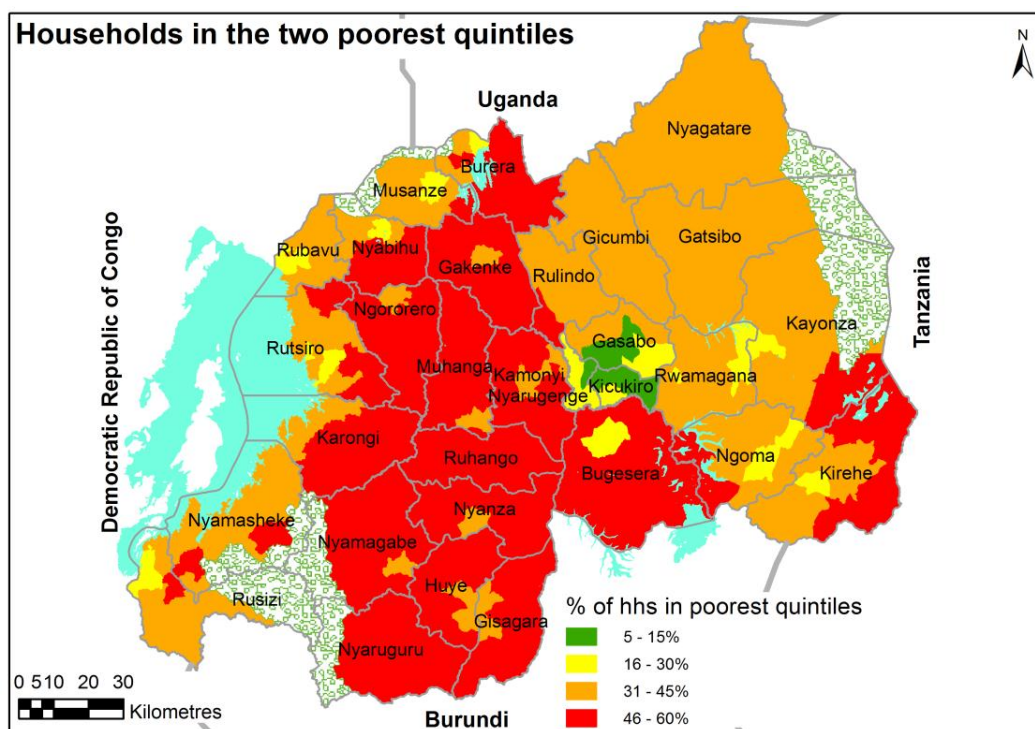 Households in the two poorest quintiles
N
Uganda
Nyagatare
Burera
Musanze
Rubavu
Nyabihu
Gakenke
Gicumbi
Gatsibo
Rulindo
Democratic Republic of Congo
Tanzania
Ngororero
Kayonza
Rutsiro
Gasabo
Muhanga
Kamonyi
Rwamagana
Kicukiro
Nyarugenge
Karongi
Ruhango
Bugesera
Ngoma
Kirehe
Nyamasheke
Nyanza
Nyamagabe
Huye
Rusizi
Gisagara
Nyaruguru
% of hhs in poorest quintiles
5 - 15%
16 - 30%
31 - 45%
46 - 60%
0 510 20 30
Kilometres
Burundi